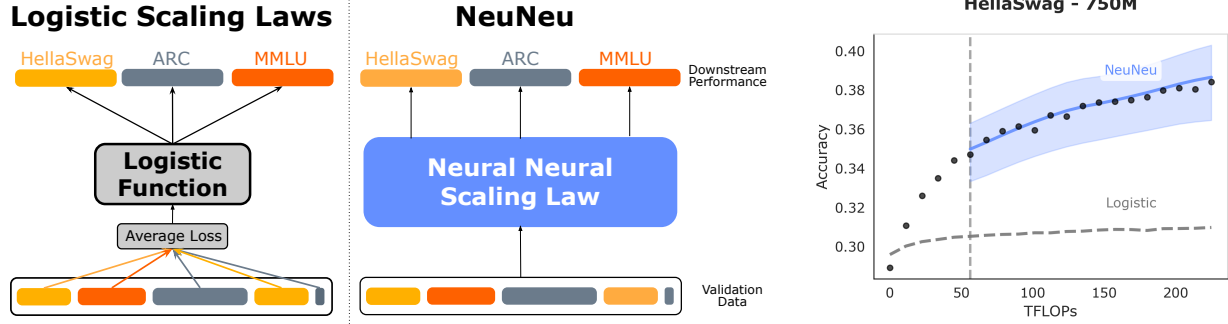 Logistic Scaling Laws
HellaSwag ARC MMLU
Logistic
Function
Average Loss
NeuNeu
HellaSwag ARC MMLU
Downstream
Performance
Neural Neural
Scaling Law
Validation
Data
HellaSwag - 750M
Accuracy
0.40
0.38
0.36
0.34
0.32
0.30
NeuNeu
Logistic
0 50 100 150 200
TFLOPs